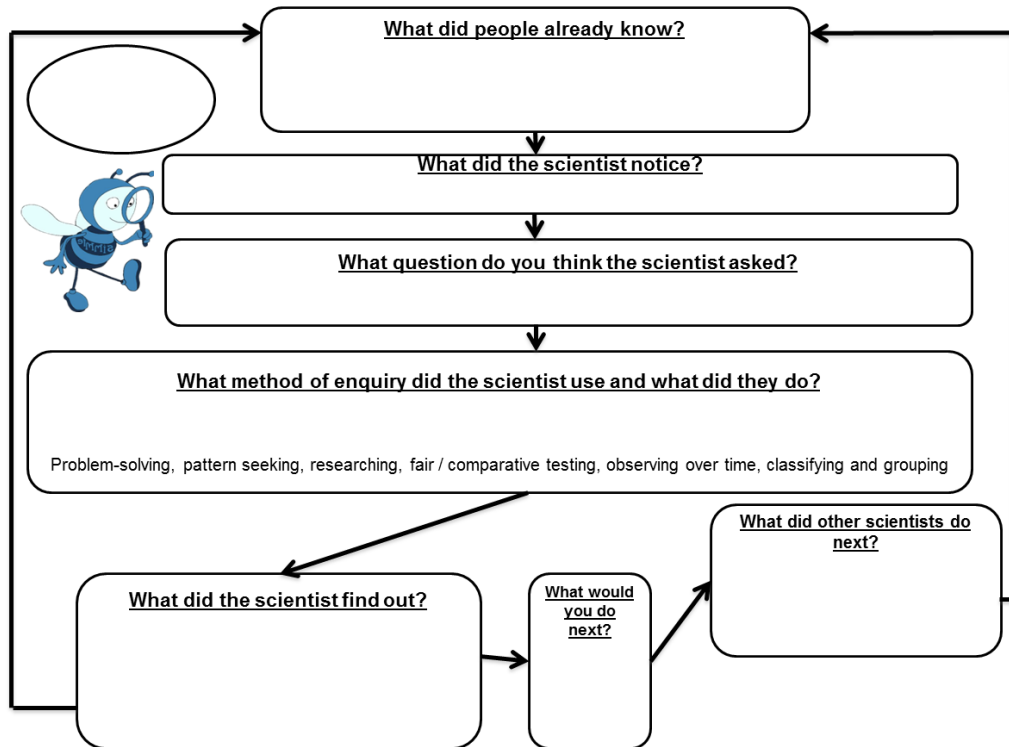 What did people already know?
What did the scientist notice?
What question do you think the scientist asked?
What method of enquiry did the scientist use and what did they do?
Problem-solving, pattern seeking, researching, fair / comparative testing, observing over time, classifying and grouping
What did the scientist find out?
What would
you do
next?
What did other scientists do
next?